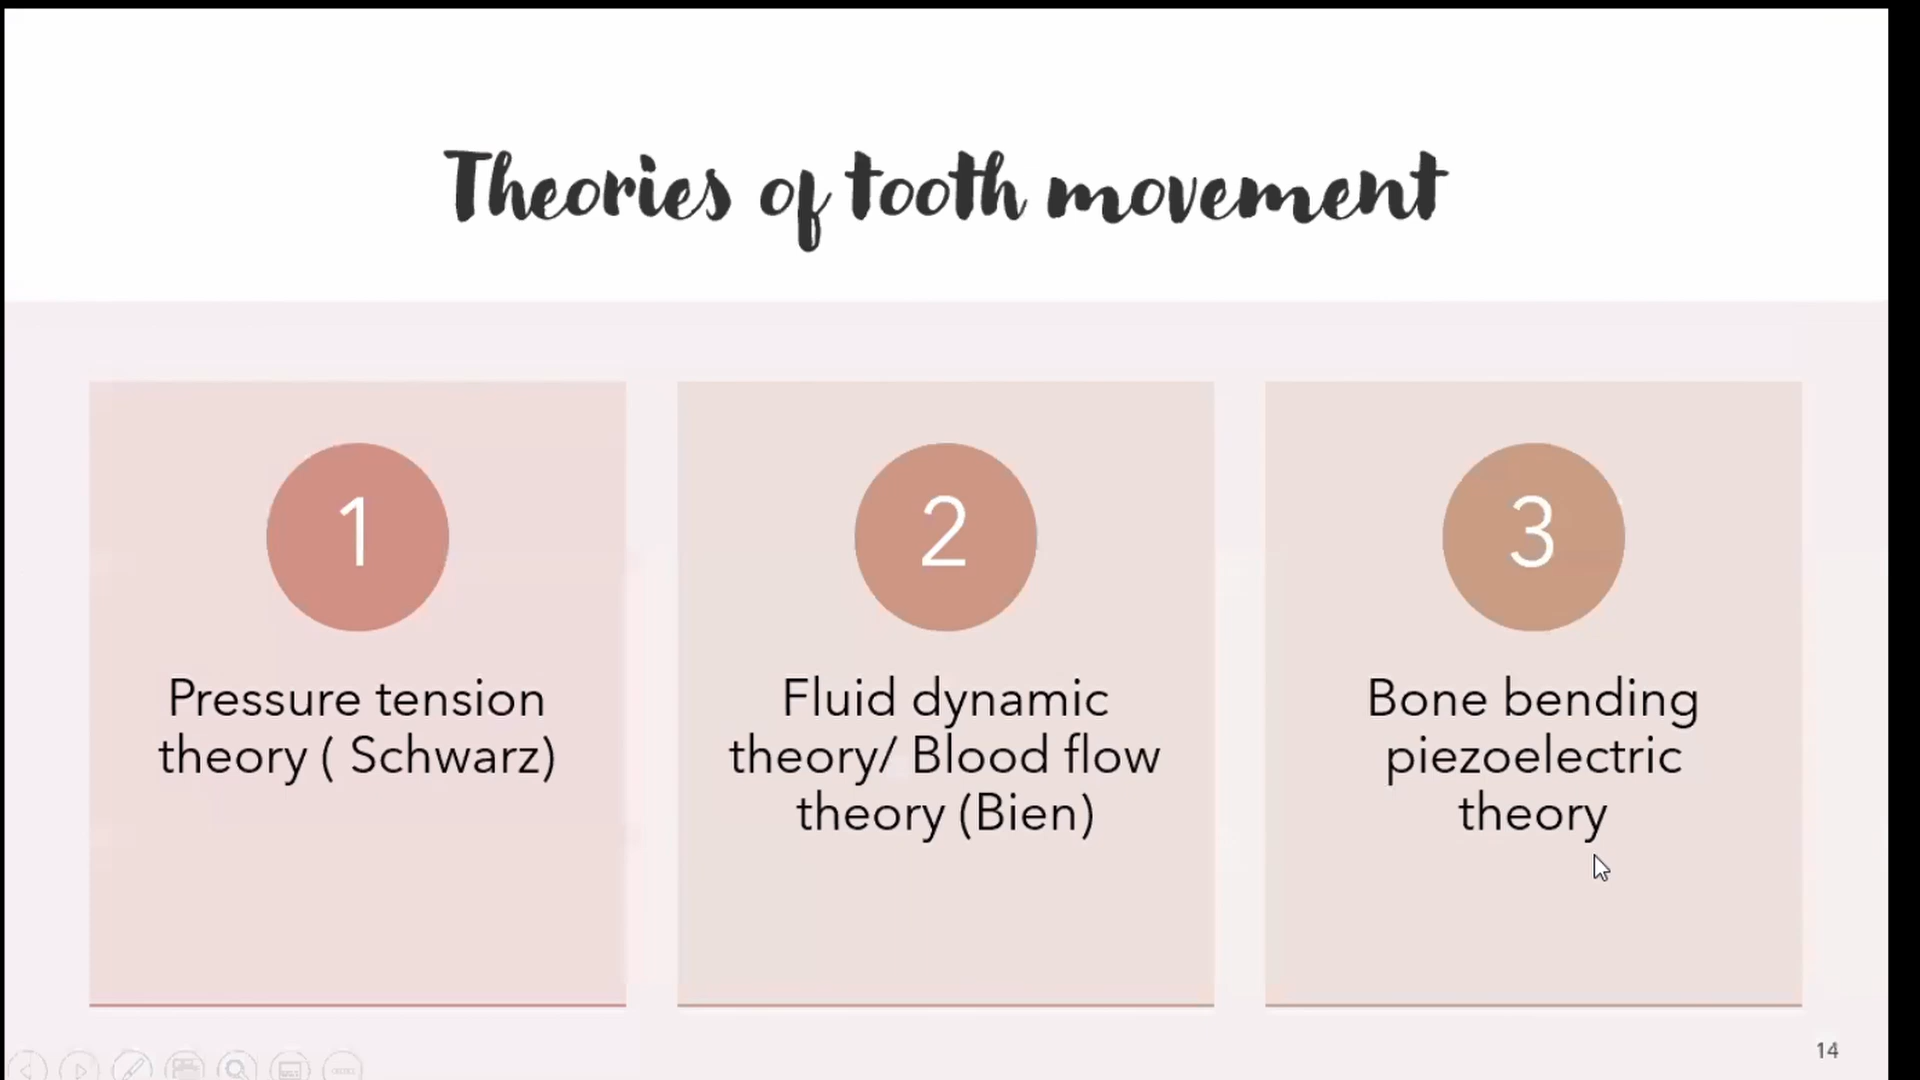 Theories of tooth movement
1
Pressure tension
theory ( Schwarz)
2
Fluid dynamic
theory/ Blood flow
theory (Bien)
3
Bone bending
piezoelectric
theory
14